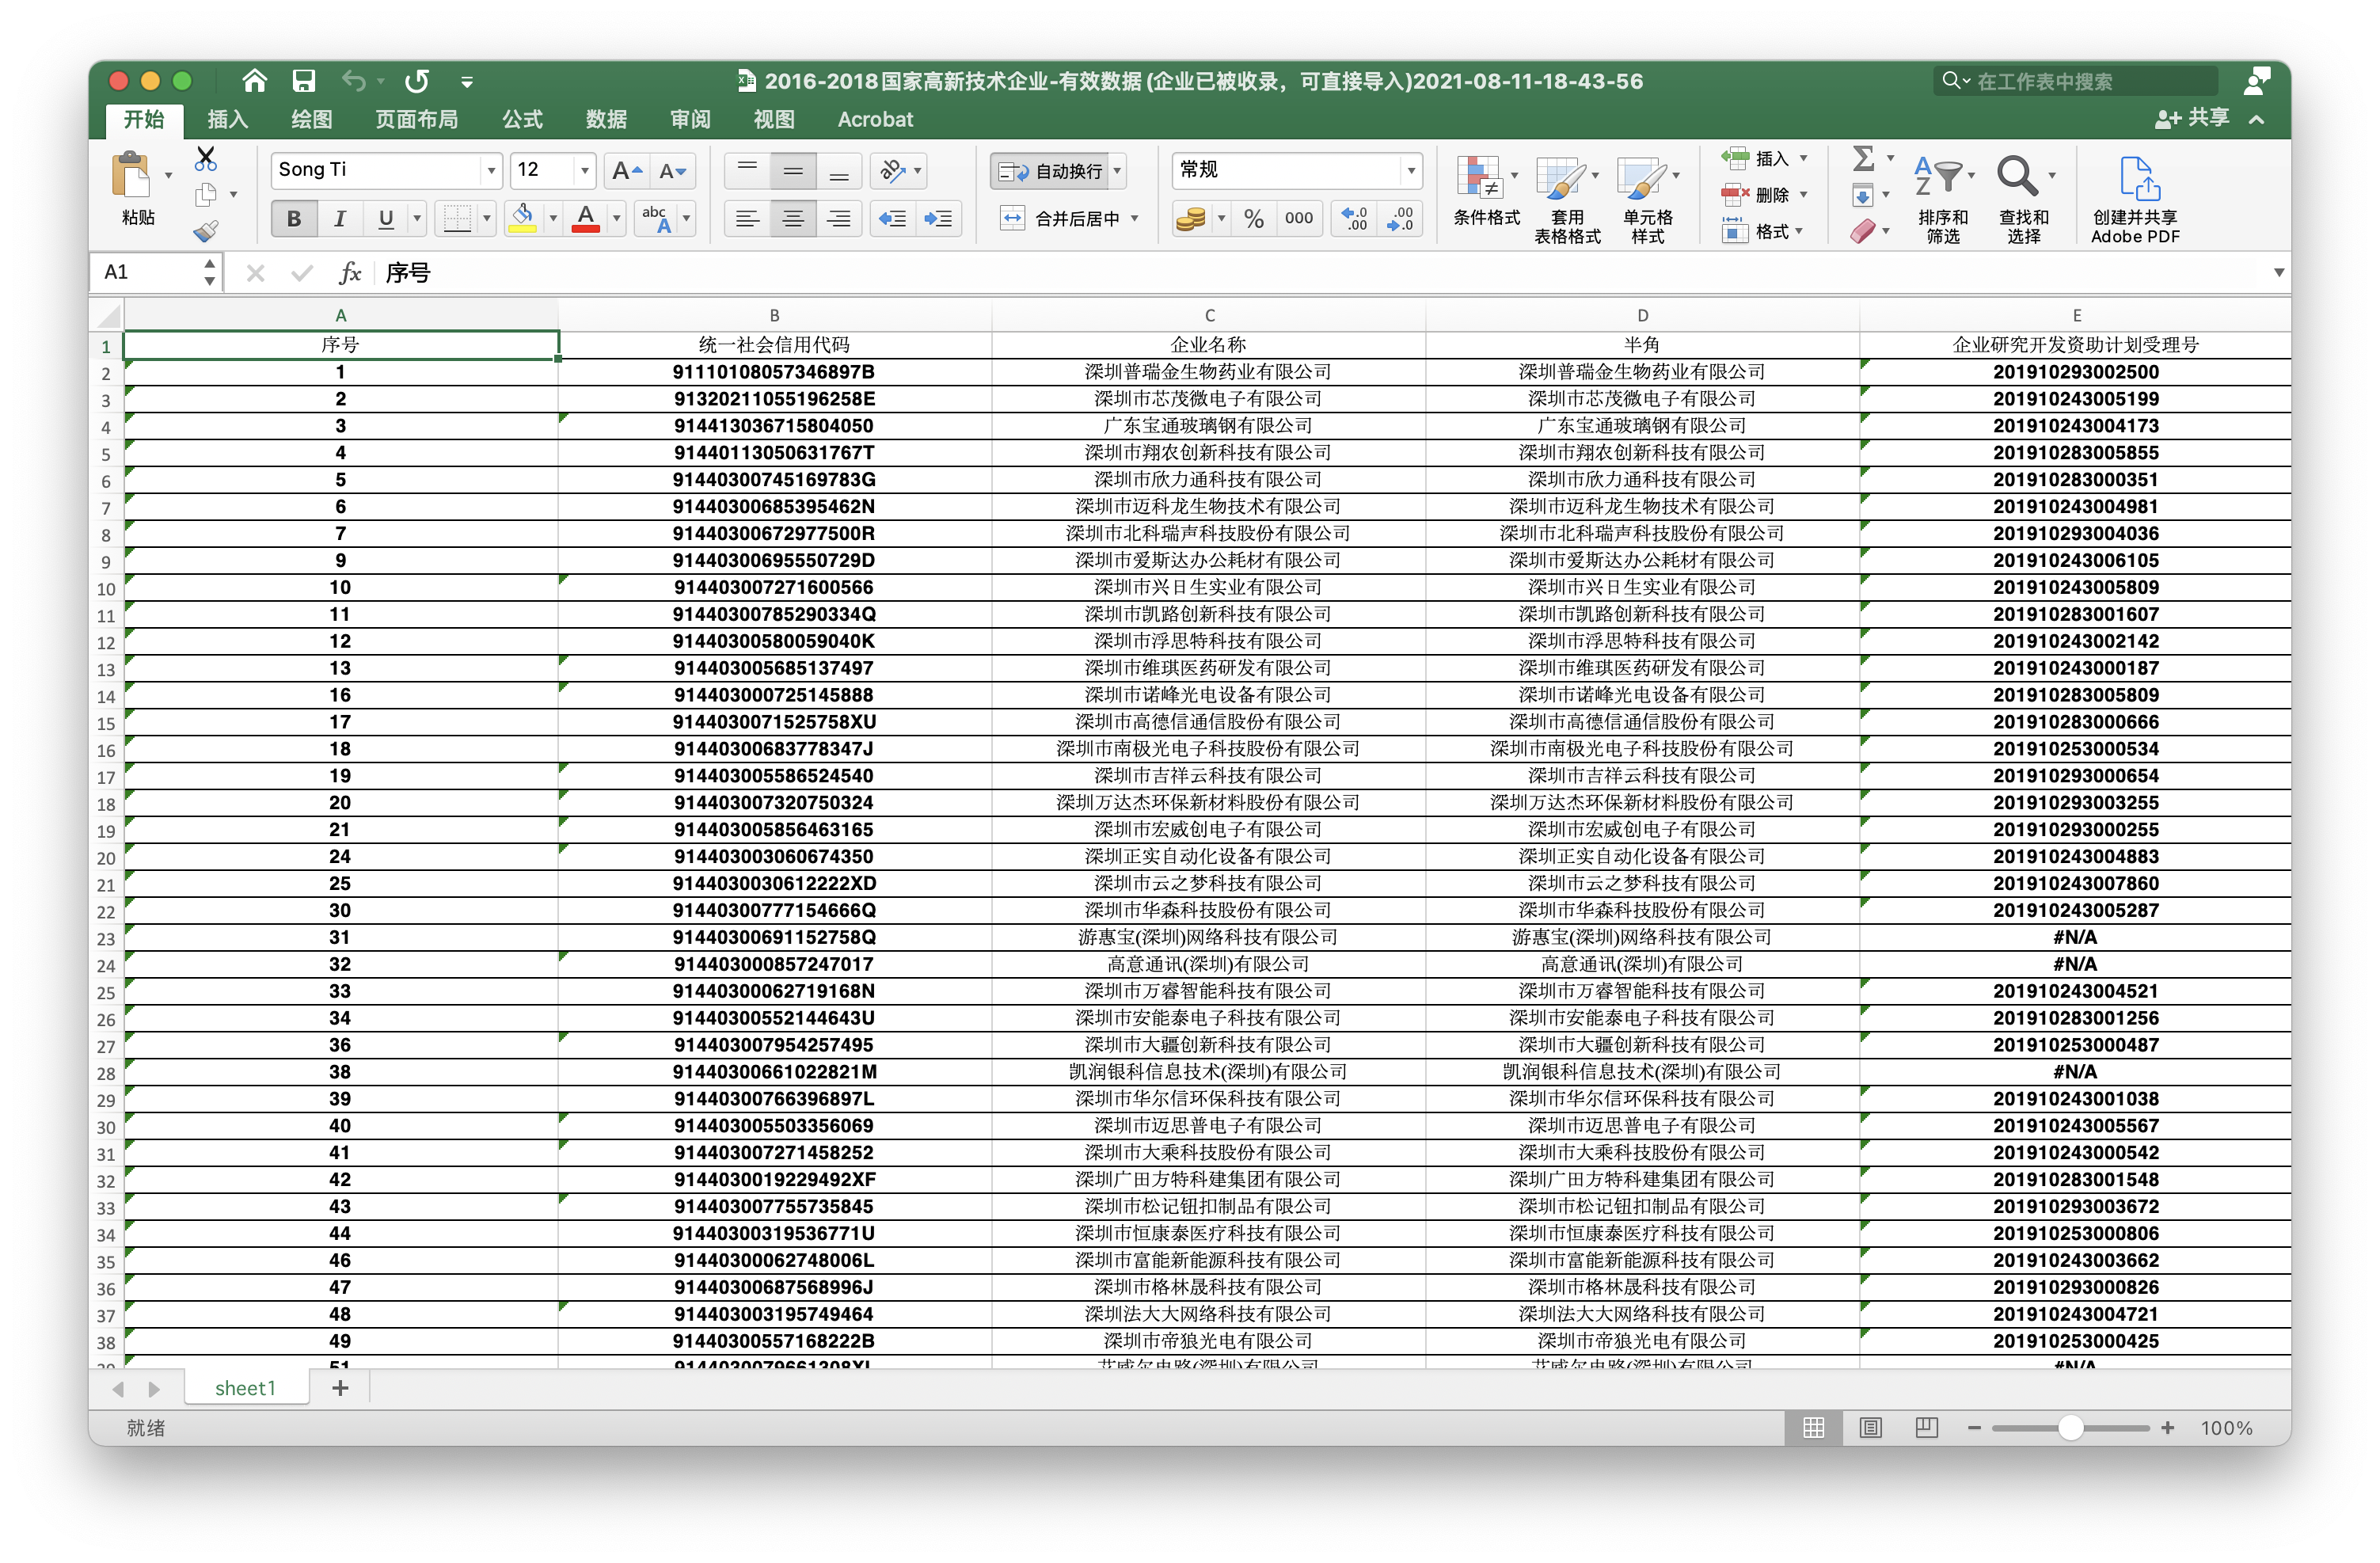 2016-2018国家高新技术企业-有效数据(企业已被收录，可直接导入)2021-08-11-18-43-56
在工作表中搜索
开始 插入 绘图 页面布局 公式 数据 审阅 视图 Acrobat 共享
粘贴
Song Ti 12
自动换行
合并后居中
常规
条件格式
套用
表格格式
单元格
样式
插入
删除
格式
排序和
筛选
查找和
选择
创建并共享
Adobe PDF
A1 fx 序号
A B C D E
1 序号 统一社会信用代码 企业名称 半角 企业研究开发资助计划受理号
2 1 91110108057346897B 深圳普瑞金生物药业有限公司 深圳普瑞金生物药业有限公司 201910293002500
3 2 91320211055196258E 深圳市芯茂微电子有限公司 深圳市芯茂微电子有限公司 201910243005199
4 3 914413036715804050 广东宝通玻璃钢有限公司 广东宝通玻璃钢有限公司 201910243004173
5 4 91440113050631767T 深圳市翔农创新科技有限公司 深圳市翔农创新科技有限公司 201910283005855
6 5 91440300745169783G 深圳市欣力通科技有限公司 深圳市欣力通科技有限公司 201910283000351
7 6 91440300685395462N 深圳市迈科龙生物技术有限公司 深圳市迈科龙生物技术有限公司 201910243004981
8 7 91440300672977500R 深圳市北科瑞声科技股份有限公司 深圳市北科瑞声科技股份有限公司 201910293004036
9 9 91440300695550729D 深圳市爱斯达办公耗材有限公司 深圳市爱斯达办公耗材有限公司 201910243006105
10 10 914403007271600566 深圳市兴日生实业有限公司 深圳市兴日生实业有限公司 201910243005809
11 11 91440300785290334Q 深圳市凯路创新科技有限公司 深圳市凯路创新科技有限公司 201910283001607
12 12 91440300580059040K 深圳市浮思特科技有限公司 深圳市浮思特科技有限公司 201910243002142
13 13 914403005685137497 深圳市维琪医药研发有限公司 深圳市维琪医药研发有限公司 201910243000187
14 16 914403000725145888 深圳市诺峰光电设备有限公司 深圳市诺峰光电设备有限公司 201910283005809
15 17 9144030071525758XU 深圳市高德信通信股份有限公司 深圳市高德信通信股份有限公司 201910283000666
16 18 91440300683778347J 深圳市南极光电子科技股份有限公司 深圳市南极光电子科技股份有限公司 201910253000534
17 19 914403005586524540 深圳市吉祥云科技有限公司 深圳市吉祥云科技有限公司 201910293000654
18 20 914403007320750324 深圳万达杰环保新材料股份有限公司 深圳万达杰环保新材料股份有限公司 201910293003255
19 21 914403005856463165 深圳市宏威创电子有限公司 深圳市宏威创电子有限公司 201910293000255
20 24 914403003060674350 深圳正实自动化设备有限公司 深圳正实自动化设备有限公司 201910243004883
21 25 9144030030612222XD 深圳市云之梦科技有限公司 深圳市云之梦科技有限公司 201910243007860
22 30 91440300777154666Q 深圳市华森科技股份有限公司 深圳市华森科技股份有限公司 201910243005287
23 31 91440300691152758Q 游惠宝(深圳)网络科技有限公司 游惠宝(深圳)网络科技有限公司 #N/A
24 32 914403000857247017 高意通讯(深圳)有限公司 高意通讯(深圳)有限公司 #N/A
25 33 91440300062719168N 深圳市万睿智能科技有限公司 深圳市万睿智能科技有限公司 201910243004521
26 34 91440300552144643U 深圳市安能泰电子科技有限公司 深圳市安能泰电子科技有限公司 201910283001256
27 36 914403007954257495 深圳市大疆创新科技有限公司 深圳市大疆创新科技有限公司 201910253000487
28 38 91440300661022821M 凯润银科信息技术(深圳)有限公司 凯润银科信息技术(深圳)有限公司 #N/A
29 39 91440300766396897L 深圳市华尔信环保科技有限公司 深圳市华尔信环保科技有限公司 201910243001038
30 40 914403005503356069 深圳市迈思普电子有限公司 深圳市迈思普电子有限公司 201910243005567
31 41 914403007271458252 深圳市大乘科技股份有限公司 深圳市大乘科技股份有限公司 201910243000542
32 42 9144030019229492XF 深圳广田方特科建集团有限公司 深圳广田方特科建集团有限公司 201910283001548
33 43 914403007755735845 深圳市松记钮扣制品有限公司 深圳市松记钮扣制品有限公司 201910293003672
34 44 91440300319536771U 深圳市恒康泰医疗科技有限公司 深圳市恒康泰医疗科技有限公司 201910253000806
35 46 91440300062748006L 深圳市富能新能源科技有限公司 深圳市富能新能源科技有限公司 201910243003662
36 47 91440300687568996J 深圳市格林晟科技有限公司 深圳市格林晟科技有限公司 201910293000826
37 48 914403003195749464 深圳法大大网络科技有限公司 深圳法大大网络科技有限公司 201910243004721
38 49 91440300557168222B 深圳市帝狼光电有限公司 深圳市帝狼光电有限公司 201910253000425
39 51 #N/A
sheet1
就绪 100%